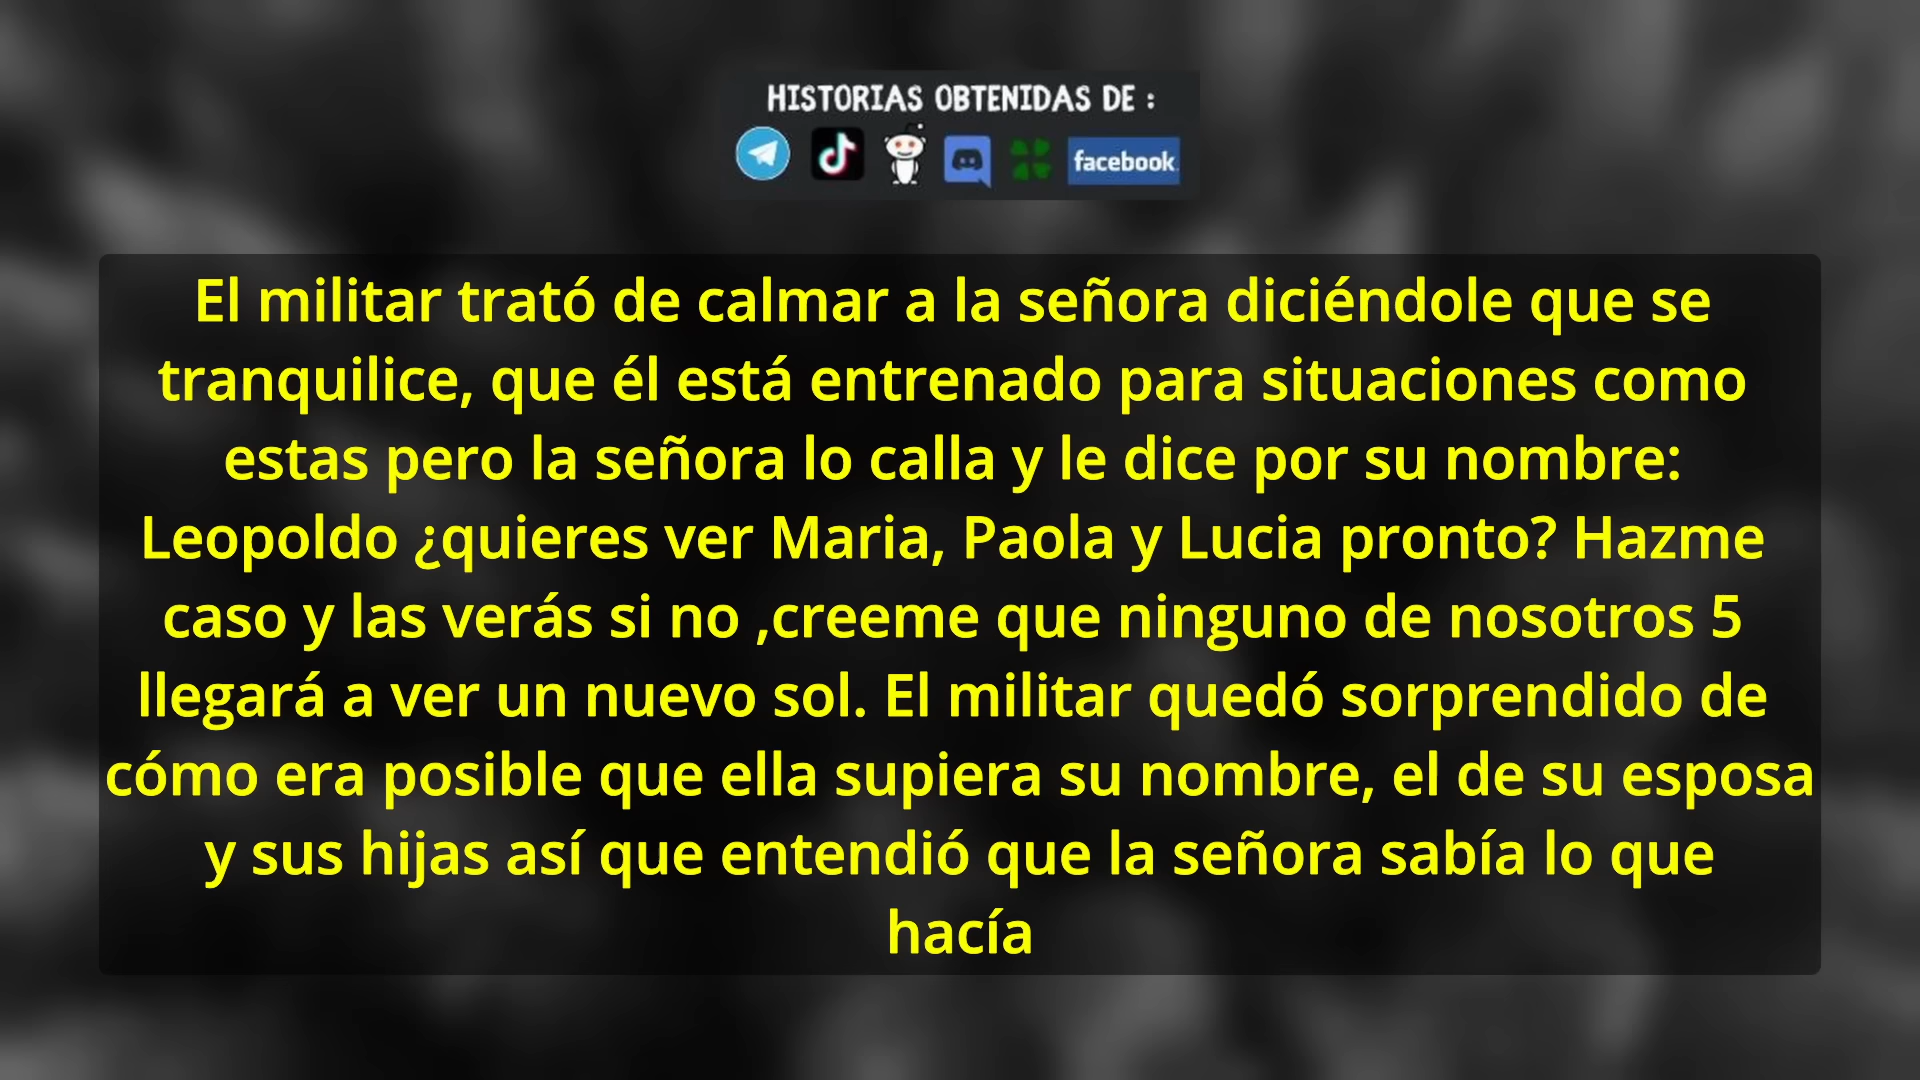 HISTORIAS OBTENIDAS DE :
facebook
El militar trató de calmar a la señora diciéndole que se
tranquilice, que él está entrenado para situaciones como
estas pero la señora lo calla y le dice por su nombre:
Leopoldo ¿quieres ver Maria, Paola y Lucia pronto? Hazme
caso y las verás si no ,creeme que ninguno de nosotros 5
llegará a ver un nuevo sol. El militar quedó sorprendido de
cómo era posible que ella supiera su nombre, el de su esposa
y sus hijas así que entendió que la señora sabía lo que
hacía